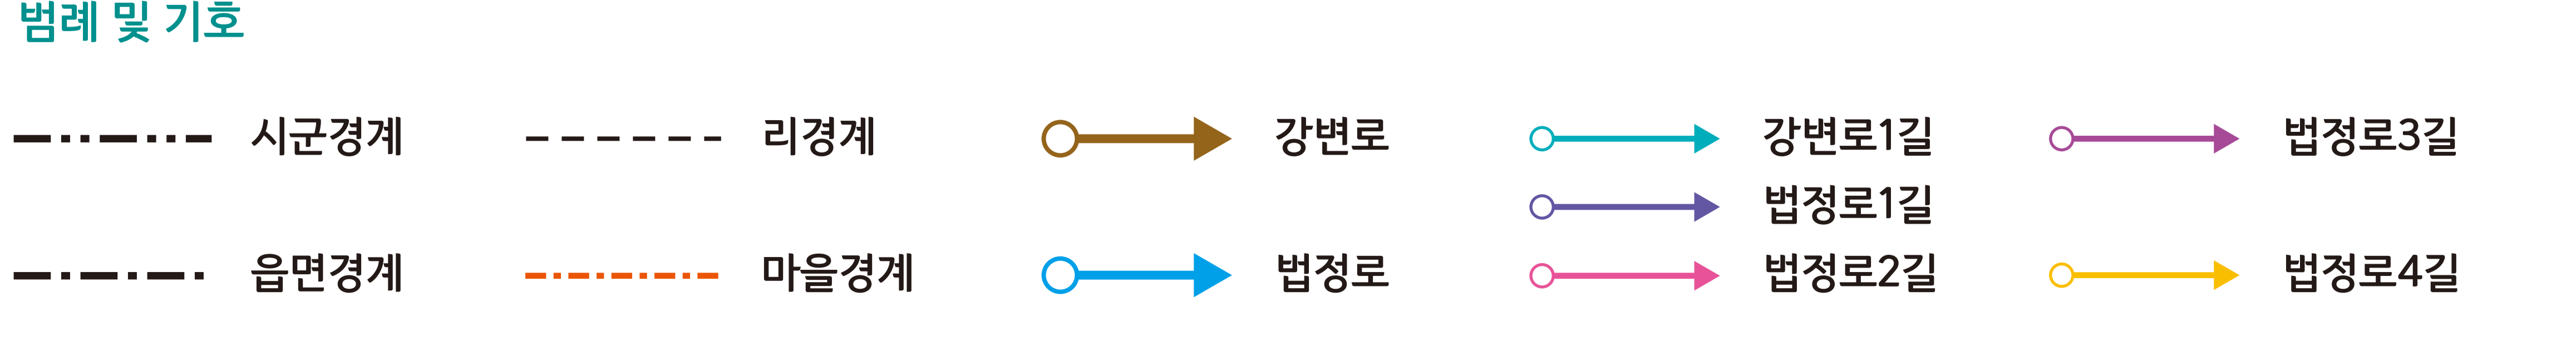 범례 및 기호
시군경계 리경계 강변로 강변로1길 법정로3길
법정로1길
읍면경계 마을경계 법정로 법정로2길 법정로4길